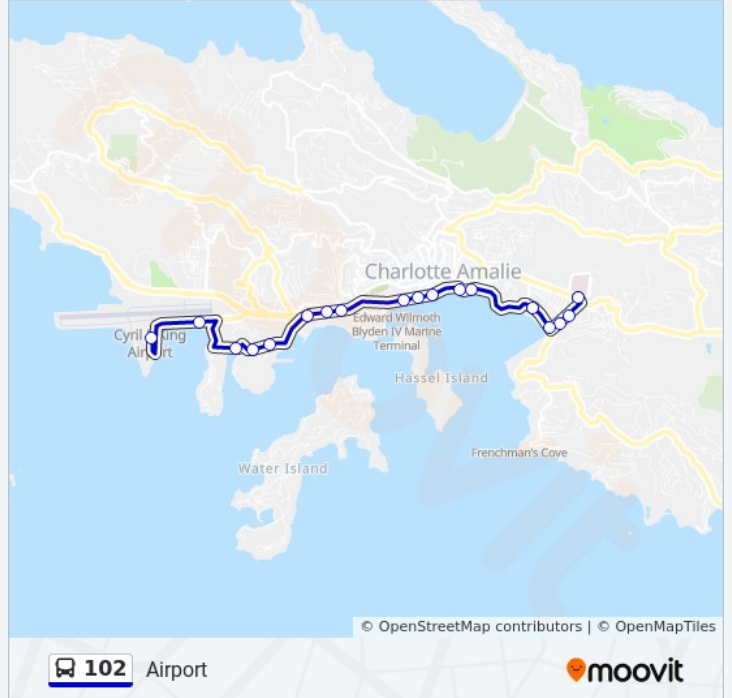 Charlotte Amalie
Edward Wilmoth
Blyden IV Marine
Terminal
Cyril E King
Airport
Hassel Island
Frenchman's Cove
Water Island
© OpenStreetMap contributors | © OpenMapTiles
102 Airport
moovit